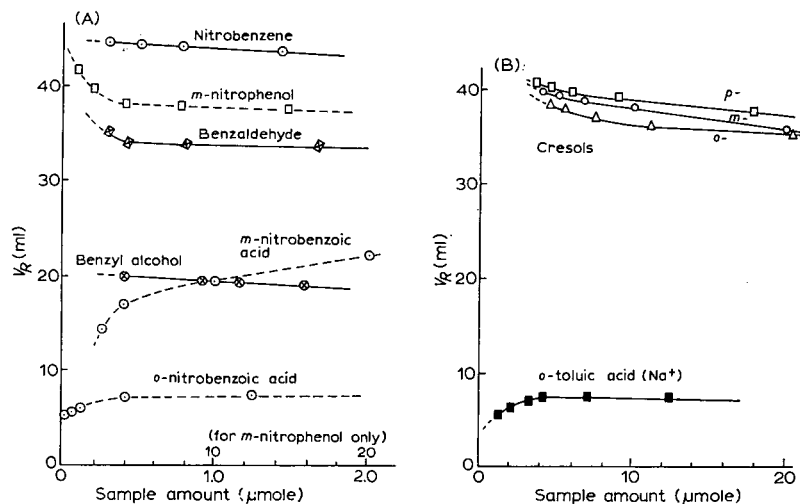 (A)
Nitrobenzene
m-nitrophenol
Benzaldehyde
m-nitrobenzoic
acid
Benzyl alcohol
o-nitrobenzoic acid
(for m-nitrophenol only)
40
30
20
10
0
V_R (ml)
0 1.0 2.0
0 10 20
Sample amount (µmole)
(B)
p-
m-
o-
Cresols
o-toluic acid (Na⁺)
40
30
20
10
0
V_R (ml)
0 10 20
Sample amount (µmole)